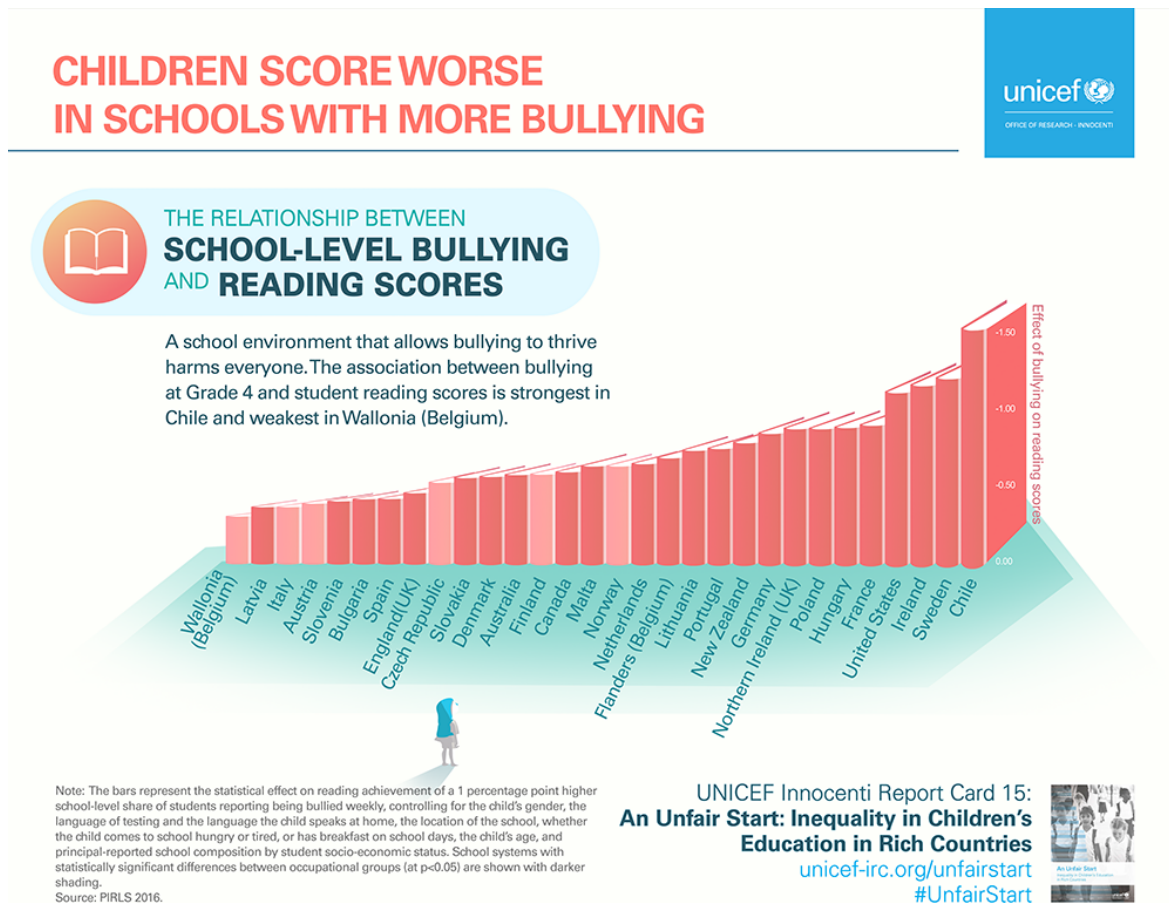 CHILDREN SCORE WORSE
IN SCHOOLS WITH MORE BULLYING
unicef
OFFICE OF RESEARCH - INNOCENTI
THE RELATIONSHIP BETWEEN
SCHOOL-LEVEL BULLYING
AND READING SCORES
A school environment that allows bullying to thrive
harms everyone. The association between bullying
at Grade 4 and student reading scores is strongest in
Chile and weakest in Wallonia (Belgium).
Effect of bullying on reading scores
-1.50
-1.00
-0.50
0.00
Wallonia
(Belgium)
Latvia
Italy
Austria
Slovenia
Bulgaria
Spain
England(UK)
Czech Republic
Slovakia
Denmark
Australia
Finland
Canada
Malta
Norway
Netherlands
Flanders (Belgium)
Lithuania
Portugal
New Zealand
Germany
Northern Ireland (UK)
Poland
Hungary
France
United States
Ireland
Sweden
Chile
Note: The bars represent the statistical effect on reading achievement of a 1 percentage point higher
school-level share of students reporting being bullied weekly, controlling for the child's gender, the
language of testing and the language the child speaks at home, the location of the school, whether
the child comes to school hungry or tired, or has breakfast on school days, the child's age, and
principal-reported school composition by student socio-economic status. School systems with
statistically significant differences between occupational groups (at p<0.05) are shown with darker
shading.
Source: PIRLS 2016.
UNICEF Innocenti Report Card 15:
An Unfair Start: Inequality in Children's
Education in Rich Countries
unicef-irc.org/unfairstart
#UnfairStart
An Unfair Start